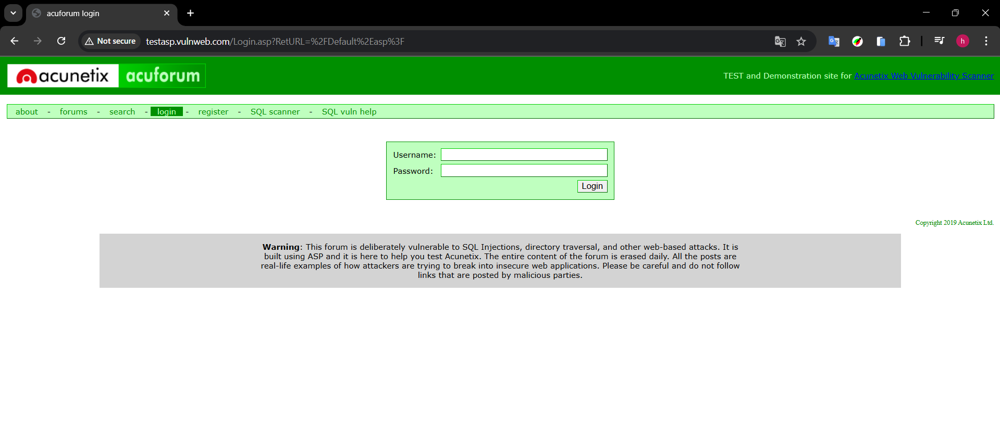 acuforum login
Not secure
testasp.vulnweb.com/Login.asp?RetURL=%2FDefault%2Easp%3F
h
acunetix acuforum
TEST and Demonstration site for Acunetix Web Vulnerability Scanner
about - forums - search - login - register - SQL scanner - SQL vuln help
Username:
Password:
Login
Copyright 2019 Acunetix Ltd.
Warning: This forum is deliberately vulnerable to SQL Injections, directory traversal, and other web-based attacks. It is
built using ASP and it is here to help you test Acunetix. The entire content of the forum is erased daily. All the posts are
real-life examples of how attackers are trying to break into insecure web applications. Please be careful and do not follow
links that are posted by malicious parties.